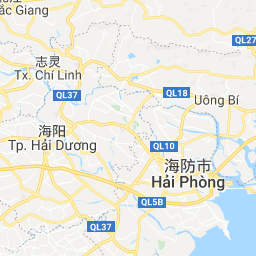 ắc Giang
QL27
志灵
Tx. Chí Linh
QL37
QL18
Uông Bí
海阳
Tp. Hải Dương
QL10
海防市
Hải Phòng
QL5B
QL37